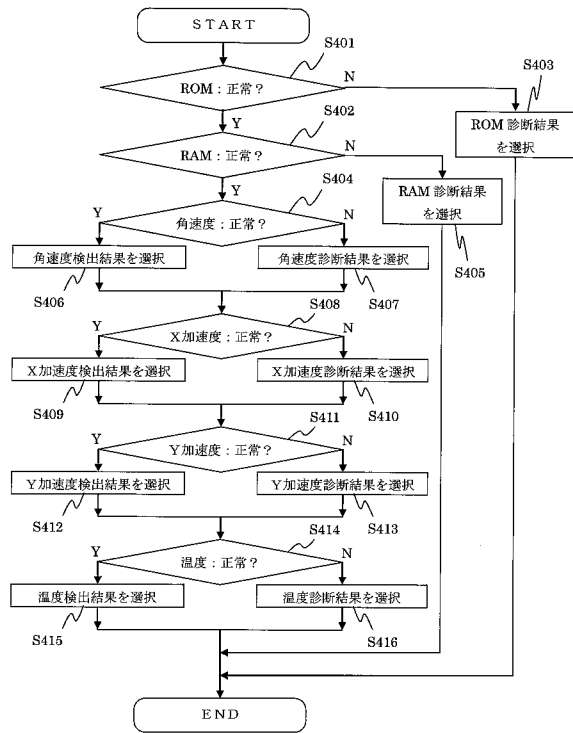 START
S401
ROM：正常？
N
S403
ROM 診断結果
を選択
Y
S402
RAM：正常？
N
RAM 診断結果
を選択
S405
Y
S404
角速度：正常？
Y
N
角速度検出結果を選択
角速度診断結果を選択
S406
S407
S408
X加速度：正常？
Y
N
X加速度検出結果を選択
X加速度診断結果を選択
S409
S410
S411
Y加速度：正常？
Y
N
Y加速度検出結果を選択
Y加速度診断結果を選択
S412
S413
S414
温度：正常？
Y
N
温度検出結果を選択
温度診断結果を選択
S415
S416
END